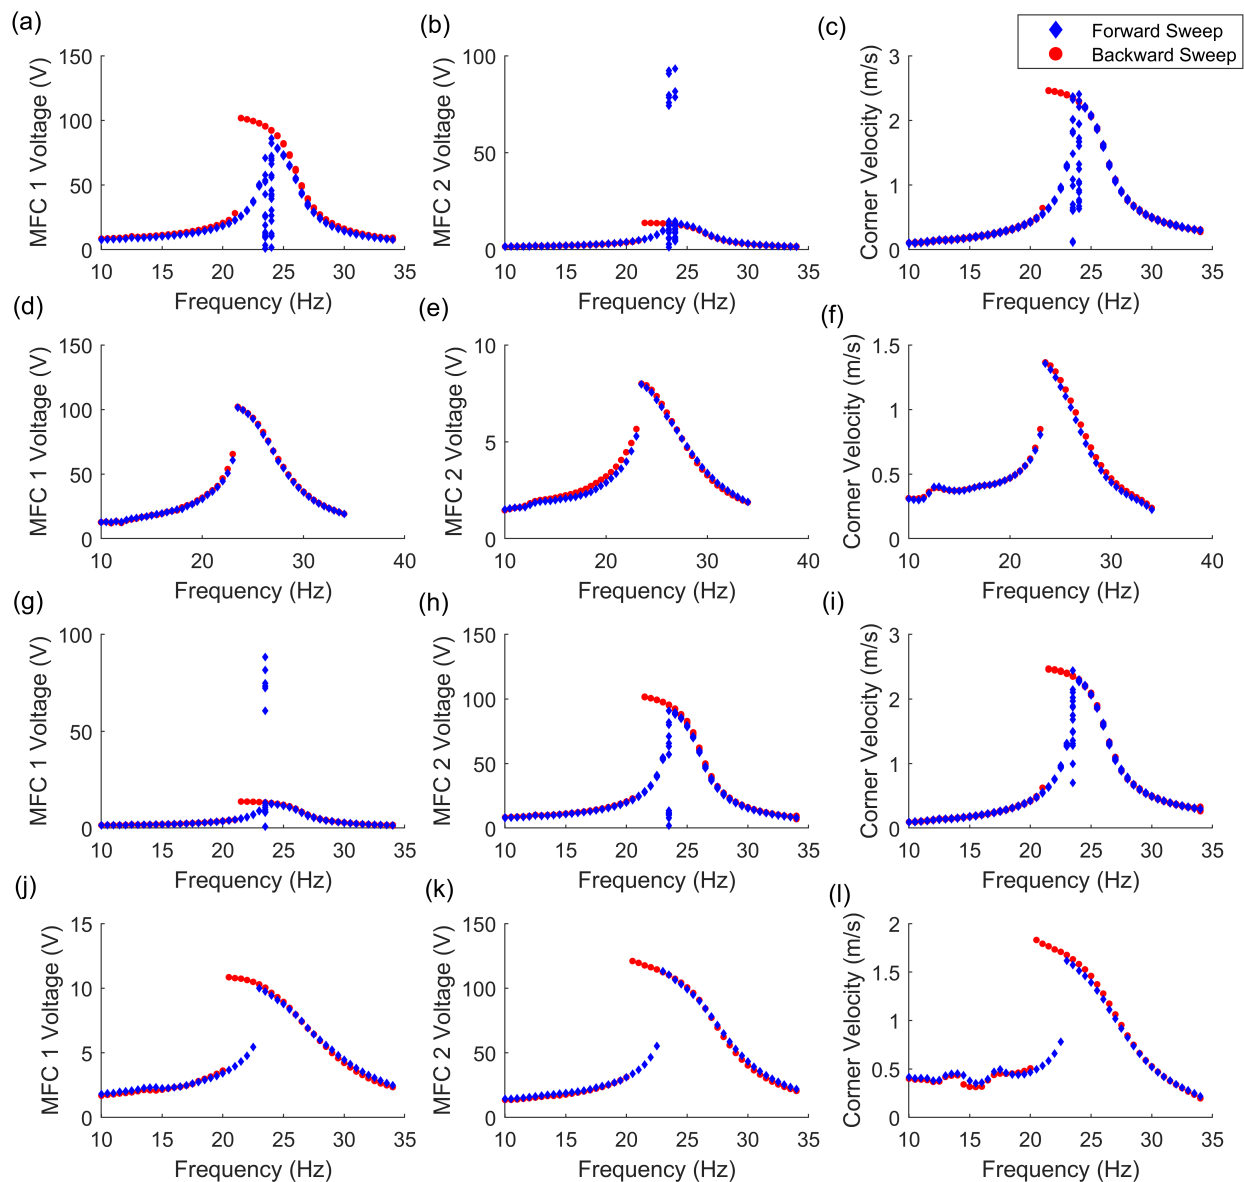 (a)
(b)
(c)
Forward Sweep
Backward Sweep
150
100
50
0
MFC 1 Voltage (V)
10 15 20 25 30 35
Frequency (Hz)
100
50
0
MFC 2 Voltage (V)
10 15 20 25 30 35
Frequency (Hz)
3
2
1
0
Corner Velocity (m/s)
10 15 20 25 30 35
Frequency (Hz)
(d)
(e)
(f)
150
100
50
0
MFC 1 Voltage (V)
10 20 30 40
Frequency (Hz)
10
5
0
MFC 2 Voltage (V)
10 20 30 40
Frequency (Hz)
1.5
1
0.5
0
Corner Velocity (m/s)
10 20 30 40
Frequency (Hz)
(g)
(h)
(i)
100
50
0
MFC 1 Voltage (V)
10 15 20 25 30 35
Frequency (Hz)
150
100
50
0
MFC 2 Voltage (V)
10 15 20 25 30 35
Frequency (Hz)
3
2
1
0
Corner Velocity (m/s)
10 15 20 25 30 35
Frequency (Hz)
(j)
(k)
(l)
15
10
5
0
MFC 1 Voltage (V)
10 15 20 25 30 35
Frequency (Hz)
150
100
50
0
MFC 2 Voltage (V)
10 15 20 25 30 35
Frequency (Hz)
2
1.5
1
0.5
0
Corner Velocity (m/s)
10 15 20 25 30 35
Frequency (Hz)